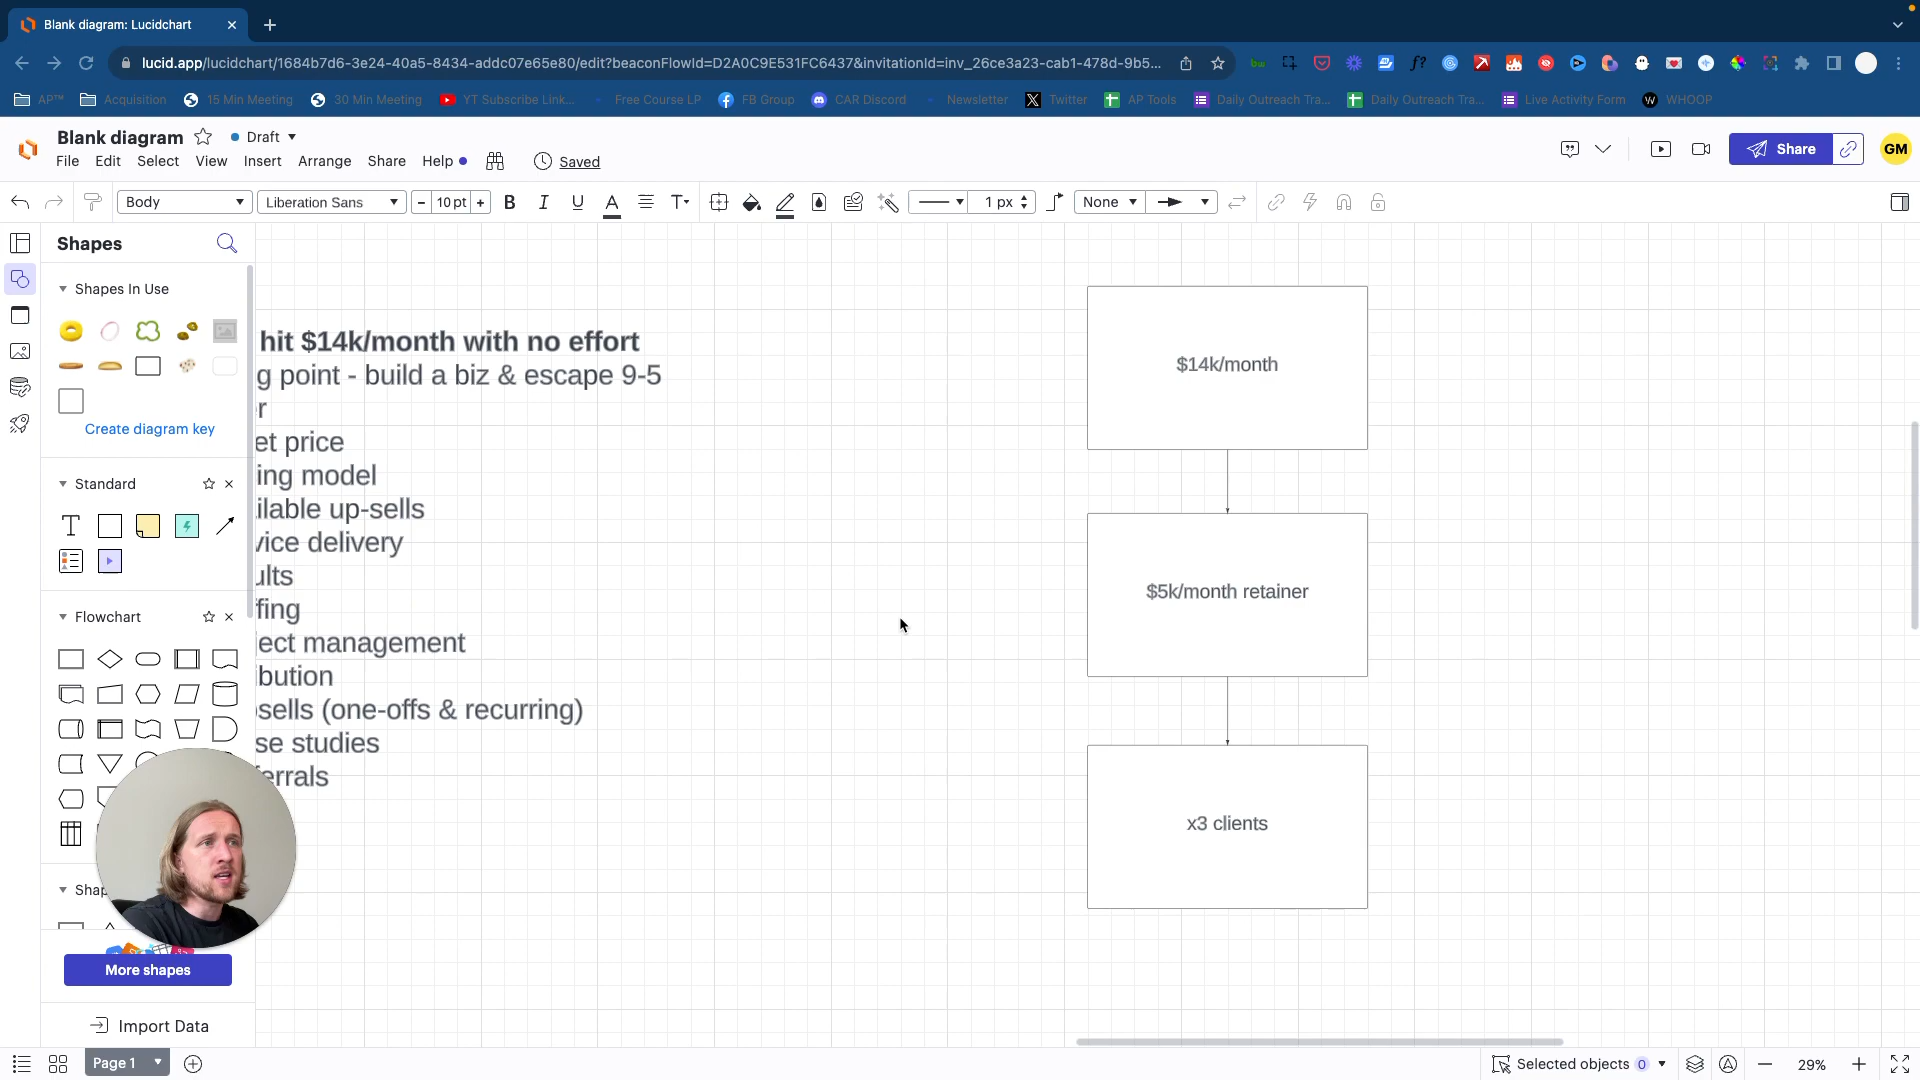 Blank diagram: Lucidchart
lucid.app/lucidchart/1684b7d6-3e24-40a5-8434-addc07e65e80/edit?beaconFlowId=D2A0C9E531FC6437&invitationId=inv_26ce3a23-cab1-478d-9b5...
AP™
Acquisition
15 Min Meeting
30 Min Meeting
YT Subscribe Link...
Free Course LP
FB Group
CAR Discord
Newsletter
Twitter
AP Tools
Daily Outreach Tra...
Daily Outreach Tra...
Live Activity Form
WHOOP
Blank diagram
Draft
File Edit Select View Insert Arrange Share Help
Saved
Share
GM
Body
Liberation Sans
- 10 pt +
B I U A
1 px
None
Shapes
Shapes In Use
Create diagram key
Standard
Flowchart
More shapes
Import Data
hit $14k/month with no effort
g point - build a biz & escape 9-5
er
et price
ing model
ilable up-sells
vice delivery
ults
ffing
ject management
ibution
sells (one-offs & recurring)
se studies
errals
$14k/month
$5k/month retainer
x3 clients
Page 1
Selected objects 0
29%